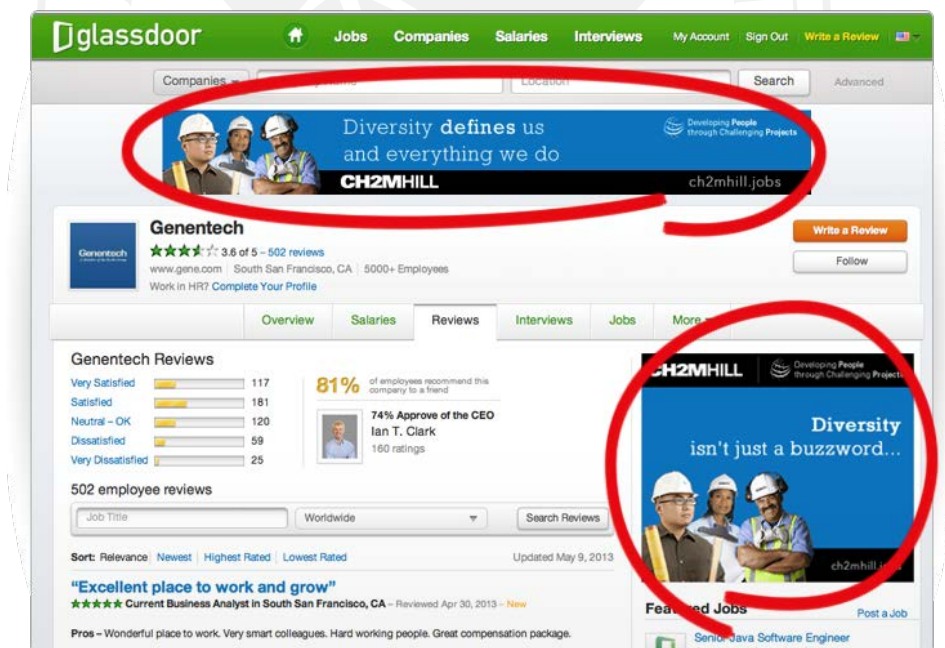 glassdoor
Jobs Companies Salaries Interviews My Account Sign Out Write a Review
Companies Location Search Advanced
Diversity defines us
and everything we do
Developing People
through Challenging Projects
CH2MHILL ch2mhill.jobs
Genentech
3.6 of 5 – 502 reviews
www.gene.com South San Francisco, CA 5000+ Employees
Work in HR? Complete Your Profile
Write a Review
Follow
Genentech
Overview Salaries Reviews Interviews Jobs More
Genentech Reviews
Very Satisfied 117
Satisfied 181
Neutral – OK 120
Dissatisfied 59
Very Dissatisfied 25
81% of employees recommend this
company to a friend
74% Approve of the CEO
Ian T. Clark
160 ratings
CH2MHILL
Developing People
through Challenging Projects
Diversity
isn't just a buzzword...
ch2mhill.jobs
502 employee reviews
Job Title Worldwide Search Reviews
Sort: Relevance Newest Highest Rated Lowest Rated Updated May 9, 2013
"Excellent place to work and grow"
Current Business Analyst in South San Francisco, CA – Reviewed Apr 30, 2013 – New
Pros – Wonderful place to work. Very smart colleagues. Hard working people. Great compensation package.
Featured Jobs Post a Job
Senior Java Software Engineer